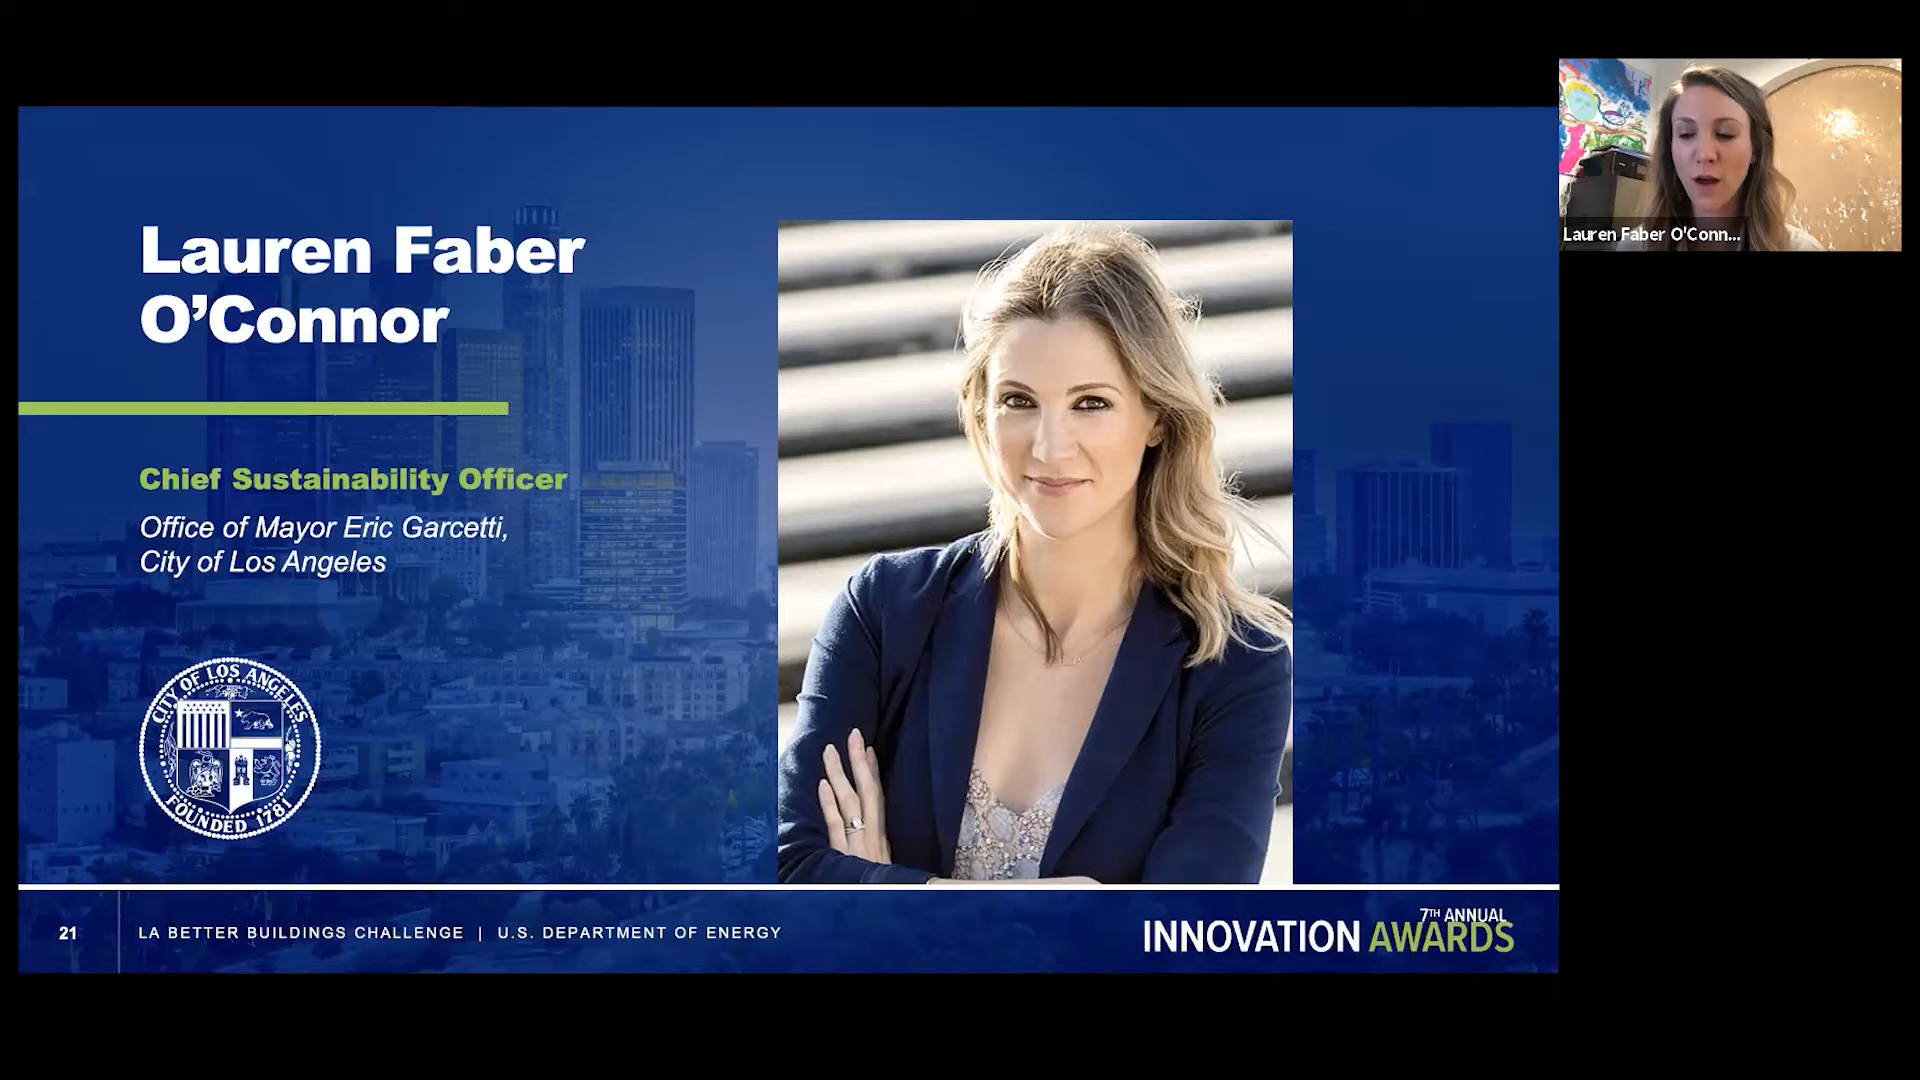 Lauren Faber
O'Connor
Chief Sustainability Officer
Office of Mayor Eric Garcetti,
City of Los Angeles
CITY OF LOS ANGELES
FOUNDED 1781
21
LA BETTER BUILDINGS CHALLENGE | U.S. DEPARTMENT OF ENERGY
7TH ANNUAL
INNOVATION AWARDS
Lauren Faber O'Conn...